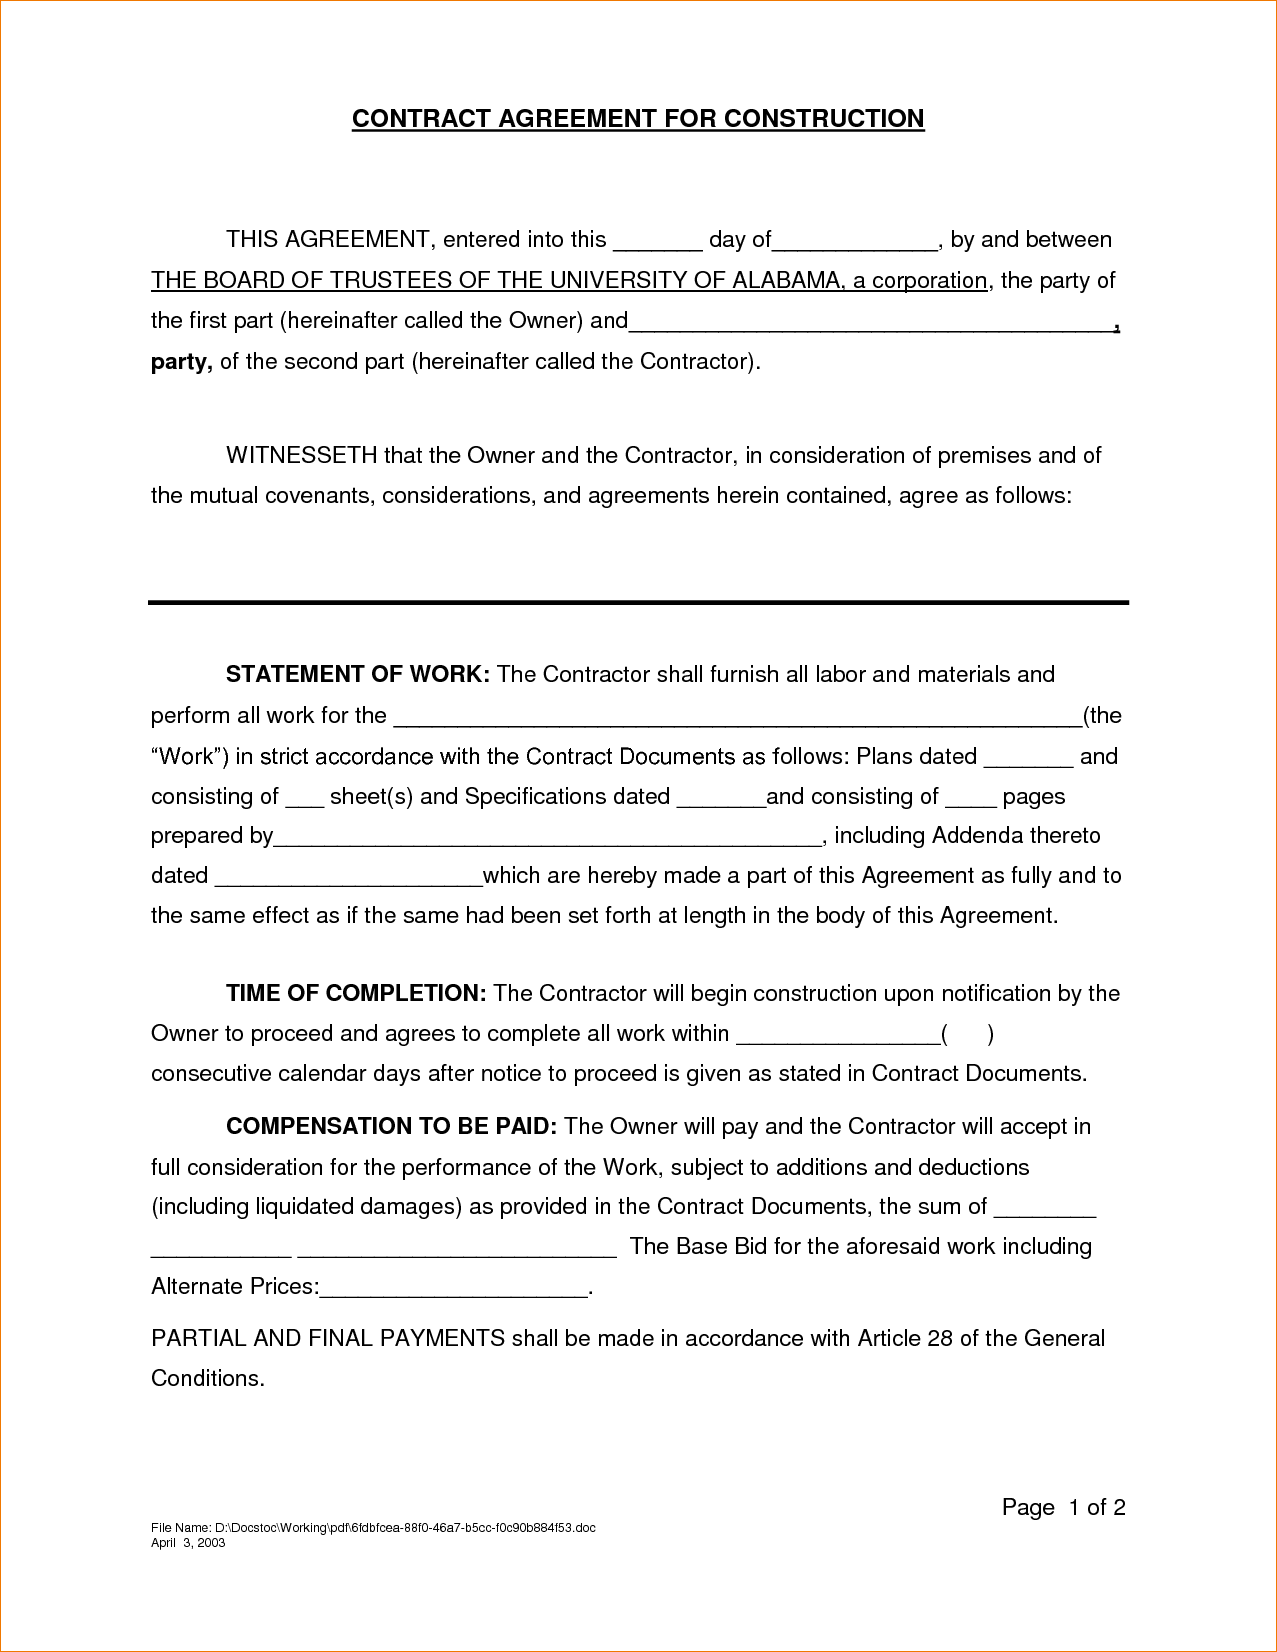 CONTRACT AGREEMENT FOR CONSTRUCTION
THIS AGREEMENT, entered into this _______ day of_____________, by and between
THE BOARD OF TRUSTEES OF THE UNIVERSITY OF ALABAMA, a corporation, the party of
the first part (hereinafter called the Owner) and______________________________________,
party, of the second part (hereinafter called the Contractor).
WITNESSETH that the Owner and the Contractor, in consideration of premises and of
the mutual covenants, considerations, and agreements herein contained, agree as follows:
STATEMENT OF WORK: The Contractor shall furnish all labor and materials and
perform all work for the ______________________________________________________(the
“Work”) in strict accordance with the Contract Documents as follows: Plans dated _______ and
consisting of ___ sheet(s) and Specifications dated _______and consisting of ____ pages
prepared by___________________________________________, including Addenda thereto
dated _____________________which are hereby made a part of this Agreement as fully and to
the same effect as if the same had been set forth at length in the body of this Agreement.
TIME OF COMPLETION: The Contractor will begin construction upon notification by the
Owner to proceed and agrees to complete all work within ________________( )
consecutive calendar days after notice to proceed is given as stated in Contract Documents.
COMPENSATION TO BE PAID: The Owner will pay and the Contractor will accept in
full consideration for the performance of the Work, subject to additions and deductions
(including liquidated damages) as provided in the Contract Documents, the sum of ________
___________ _________________________ The Base Bid for the aforesaid work including
Alternate Prices:_____________________.
PARTIAL AND FINAL PAYMENTS shall be made in accordance with Article 28 of the General
Conditions.
Page 1 of 2
File Name: D:\Docstoc\Working\pdf\6fdbfcea-88f0-46a7-b5cc-f0c90b884f53.doc
April 3, 2003